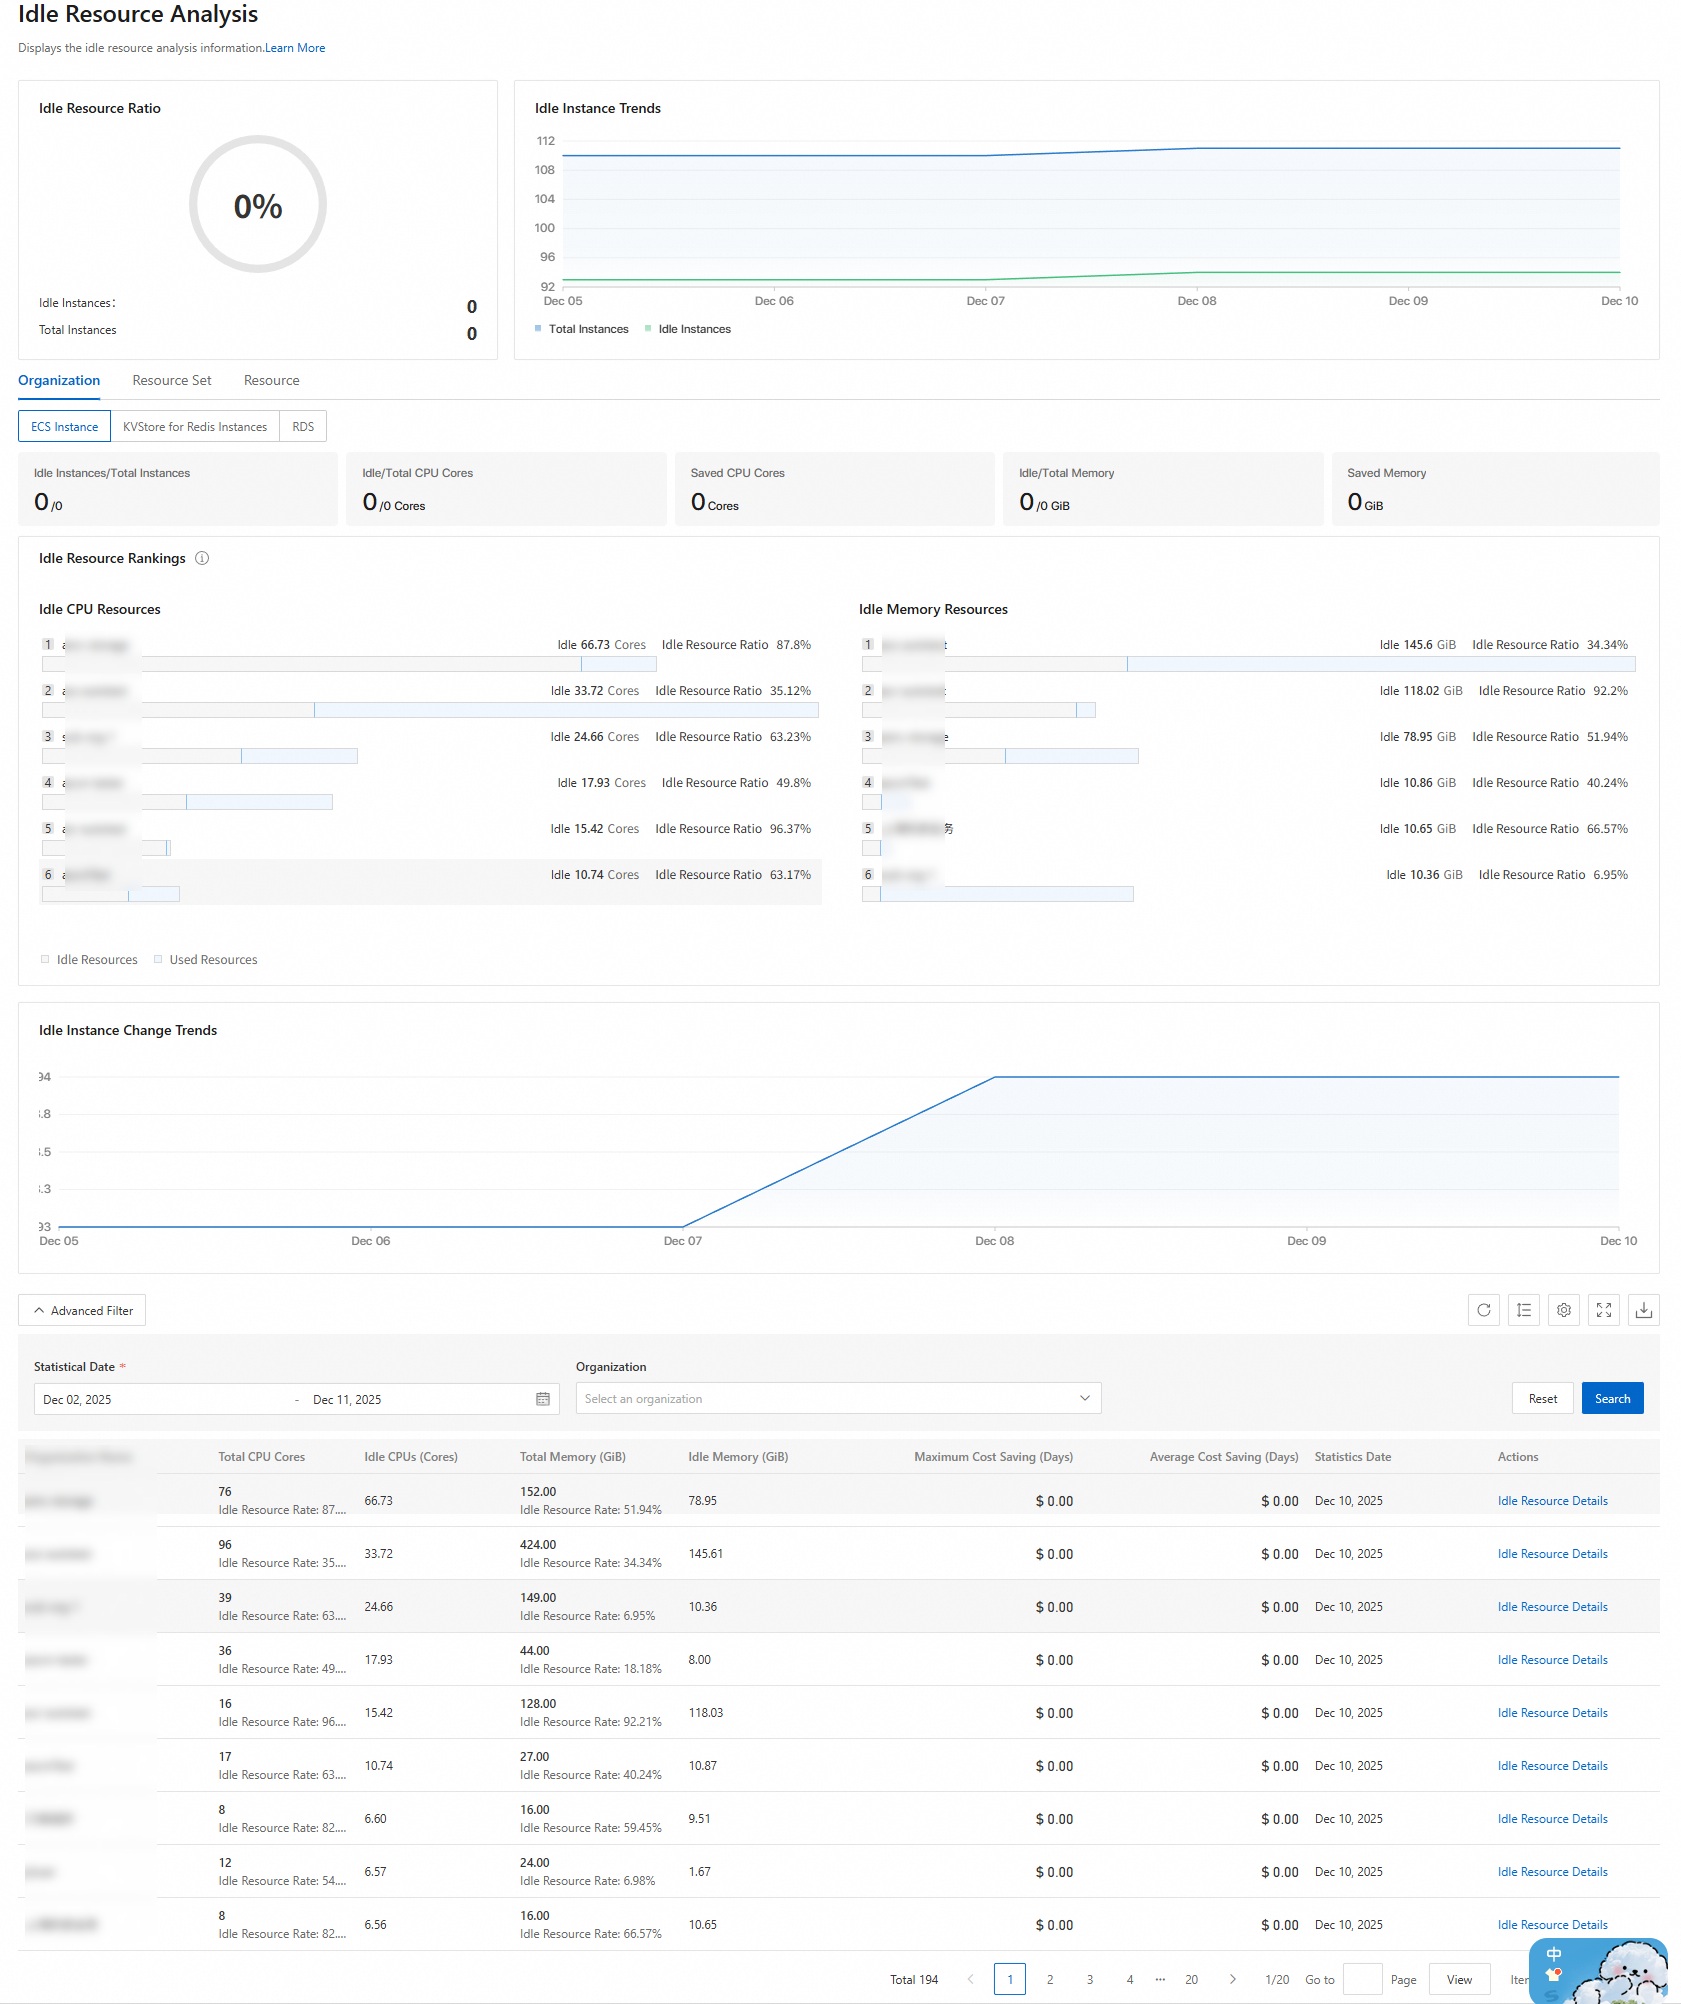 Idle Resource Analysis
Displays the idle resource analysis information.Learn More
Idle Resource Ratio
0%
Idle Instances:
0
Total Instances
0
Idle Instance Trends
112
108
104
100
96
92
Dec 05 Dec 06 Dec 07 Dec 08 Dec 09 Dec 10
Total Instances Idle Instances
Organization Resource Set Resource
ECS Instance KVStore for Redis Instances RDS
Idle Instances/Total Instances
0 /0
Idle/Total CPU Cores
0 /0 Cores
Saved CPU Cores
0 Cores
Idle/Total Memory
0 /0 GiB
Saved Memory
0 GiB
Idle Resource Rankings
Idle CPU Resources
1 Idle 66.73 Cores Idle Resource Ratio 87.8%
2 Idle 33.72 Cores Idle Resource Ratio 35.12%
3 Idle 24.66 Cores Idle Resource Ratio 63.23%
4 Idle 17.93 Cores Idle Resource Ratio 49.8%
5 Idle 15.42 Cores Idle Resource Ratio 96.37%
6 Idle 10.74 Cores Idle Resource Ratio 63.17%
Idle Memory Resources
1 Idle 145.6 GiB Idle Resource Ratio 34.34%
2 Idle 118.02 GiB Idle Resource Ratio 92.2%
3 Idle 78.95 GiB Idle Resource Ratio 51.94%
4 Idle 10.86 GiB Idle Resource Ratio 40.24%
5 务 Idle 10.65 GiB Idle Resource Ratio 66.57%
6 Idle 10.36 GiB Idle Resource Ratio 6.95%
Idle Resources Used Resources
Idle Instance Change Trends
94
.8
.5
.3
93
Dec 05 Dec 06 Dec 07 Dec 08 Dec 09 Dec 10
Advanced Filter
Statistical Date *
Dec 02, 2025 - Dec 11, 2025
Organization
Select an organization
Reset Search
Total CPU Cores Idle CPUs (Cores) Total Memory (GiB) Idle Memory (GiB) Maximum Cost Saving (Days) Average Cost Saving (Days) Statistics Date Actions
76 152.00
66.73 78.95 $ 0.00 $ 0.00 Dec 10, 2025 Idle Resource Details
Idle Resource Rate: 87.... Idle Resource Rate: 51.94%
96 424.00
33.72 145.61 $ 0.00 $ 0.00 Dec 10, 2025 Idle Resource Details
Idle Resource Rate: 35.... Idle Resource Rate: 34.34%
39 149.00
24.66 10.36 $ 0.00 $ 0.00 Dec 10, 2025 Idle Resource Details
Idle Resource Rate: 63.... Idle Resource Rate: 6.95%
36 44.00
17.93 8.00 $ 0.00 $ 0.00 Dec 10, 2025 Idle Resource Details
Idle Resource Rate: 49.... Idle Resource Rate: 18.18%
16 128.00
15.42 118.03 $ 0.00 $ 0.00 Dec 10, 2025 Idle Resource Details
Idle Resource Rate: 96.... Idle Resource Rate: 92.21%
17 27.00
10.74 10.87 $ 0.00 $ 0.00 Dec 10, 2025 Idle Resource Details
Idle Resource Rate: 63.... Idle Resource Rate: 40.24%
8 16.00
6.60 9.51 $ 0.00 $ 0.00 Dec 10, 2025 Idle Resource Details
Idle Resource Rate: 82.... Idle Resource Rate: 59.45%
12 24.00
6.57 1.67 $ 0.00 $ 0.00 Dec 10, 2025 Idle Resource Details
Idle Resource Rate: 54.... Idle Resource Rate: 6.98%
8 16.00
6.56 10.65 $ 0.00 $ 0.00 Dec 10, 2025 Idle Resource Details
Idle Resource Rate: 82.... Idle Resource Rate: 66.57%
Total 194 1 2 3 4 ... 20 1/20 Go to Page View
中